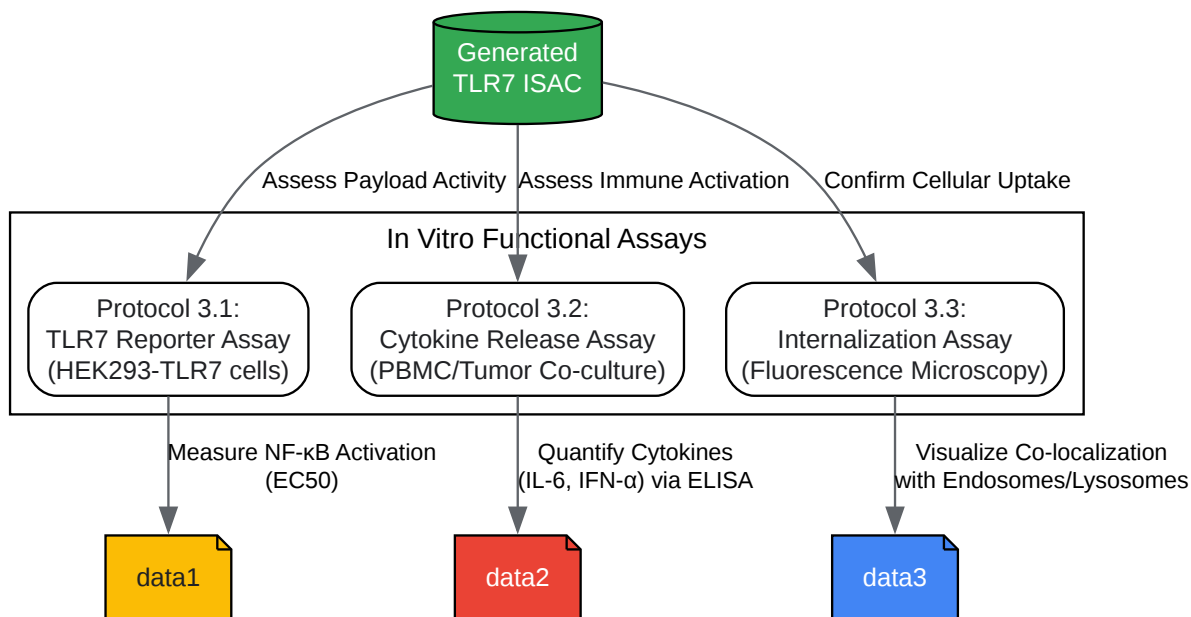 Generated
TLR7 ISAC
Assess Payload Activity
Assess Immune Activation
Confirm Cellular Uptake
In Vitro Functional Assays
Protocol 3.1:
TLR7 Reporter Assay
(HEK293-TLR7 cells)
Protocol 3.2:
Cytokine Release Assay
(PBMC/Tumor Co-culture)
Protocol 3.3:
Internalization Assay
(Fluorescence Microscopy)
Measure NF-κB Activation
(EC50)
Quantify Cytokines
(IL-6, IFN-α) via ELISA
Visualize Co-localization
with Endosomes/Lysosomes
data1
data2
data3